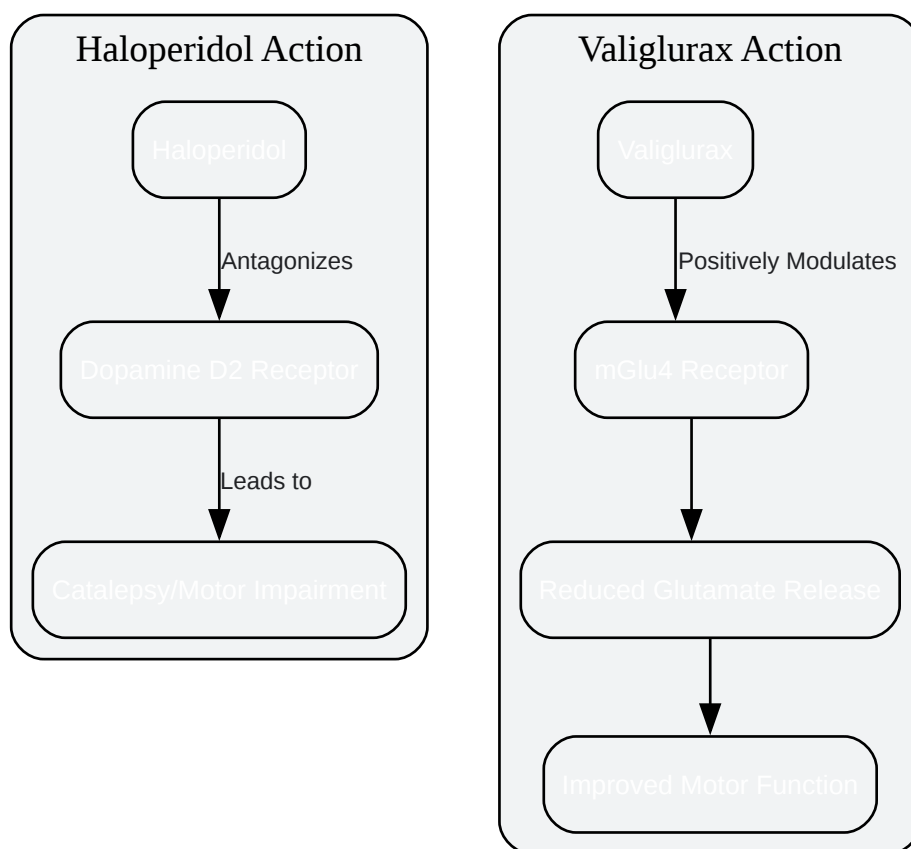 Haloperidol Action
Haloperidol
Antagonizes
Dopamine D2 Receptor
Leads to
Catalepsy/Motor Impairment
Valiglurax Action
Valiglurax
Positively Modulates
mGlu4 Receptor
Reduced Glutamate Release
Improved Motor Function